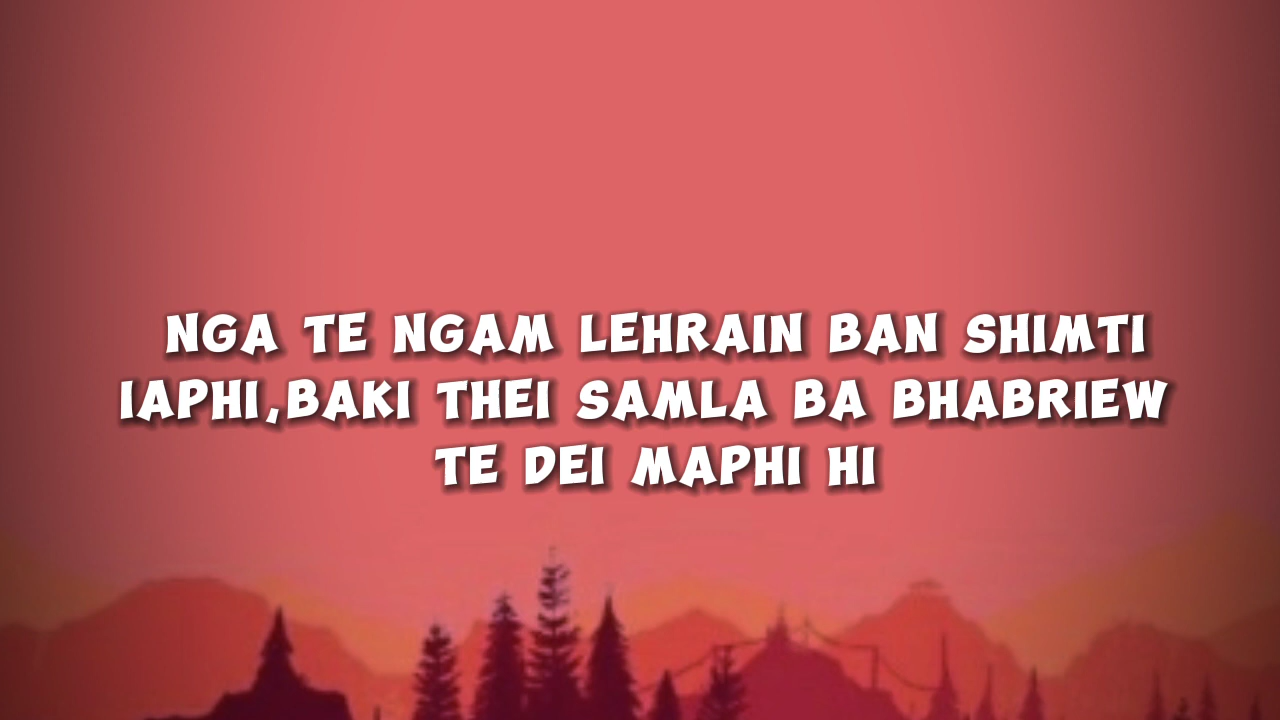 NGA TE NGAM LEHRAIN BAN SHIMTI
IAPHI,BAKI THEI SAMLA BA BHABRIEW
TE DEI MAPHI HI